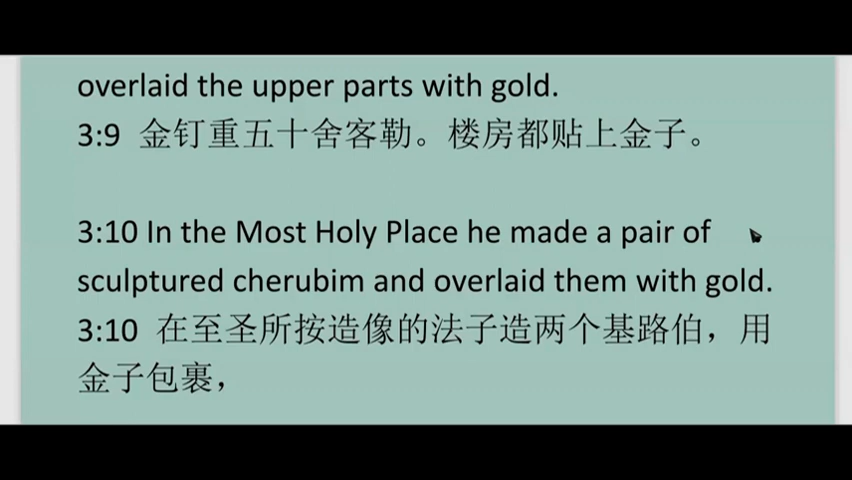 overlaid the upper parts with gold.
3:9 金钉重五十舍客勒。楼房都贴上金子。
3:10 In the Most Holy Place he made a pair of
sculptured cherubim and overlaid them with gold.
3:10 在至圣所按造像的法子造两个基路伯，用
金子包裹，